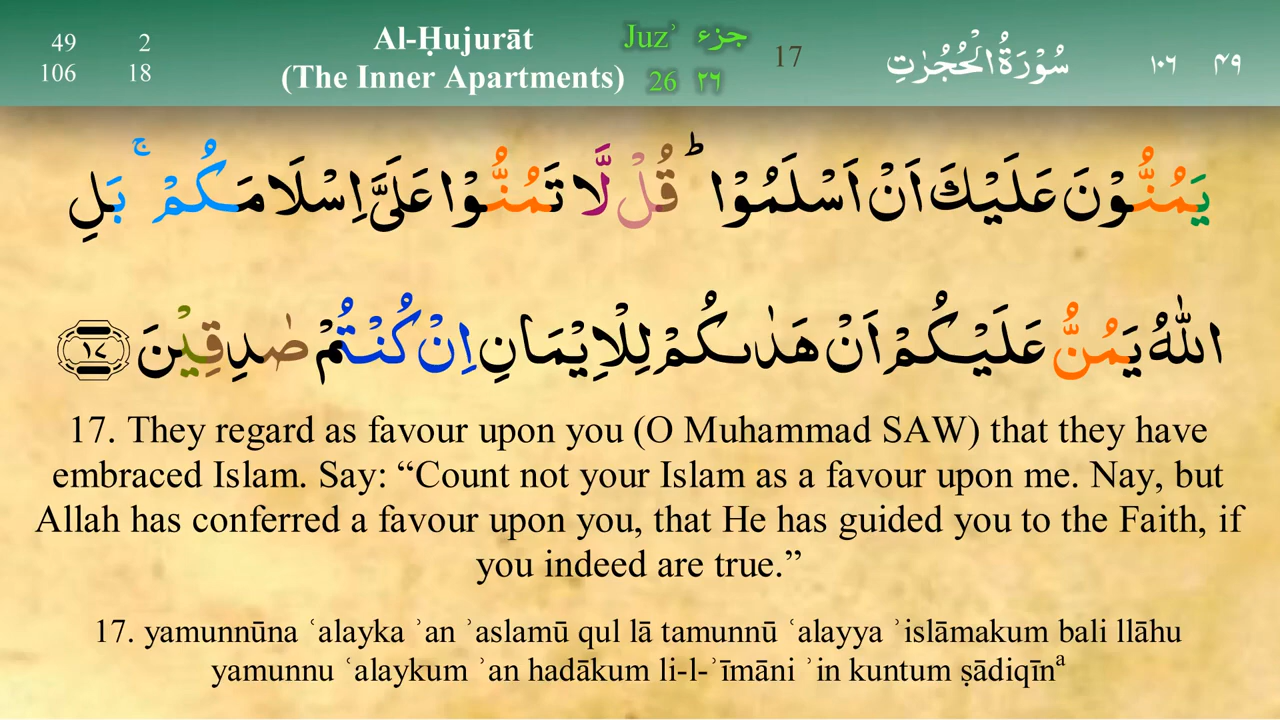 49 2
106 18
Al-Ḥujurāt
(The Inner Apartments)
Juzʾ جزء
26 ٢٦
17
سُوْرَةُ الْحُجُرٰتِ
١٠٦ ۴۹
يَمُنُّوْنَ عَلَيْكَ اَنْ اَسْلَمُوْا ؕ قُلْ لَّا تَمُنُّوْا عَلَىَّ اِسْلَامَكُمْ ۚ بَلِ
اللّٰهُ يَمُنُّ عَلَيْكُمْ اَنْ هَدٰٮكُمْ لِلْاِيْمَانِ اِنْ كُنْتُمْ صٰدِقِيْنَ ١٧
17. They regard as favour upon you (O Muhammad SAW) that they have
embraced Islam. Say: “Count not your Islam as a favour upon me. Nay, but
Allah has conferred a favour upon you, that He has guided you to the Faith, if
you indeed are true.”
17. yamunnūna ʿalayka ʾan ʾaslamū qul lā tamunnū ʿalayya ʾislāmakum bali llāhu
yamunnu ʿalaykum ʾan hadākum li-l-ʾīmāni ʾin kuntum ṣādiqīnᵃ